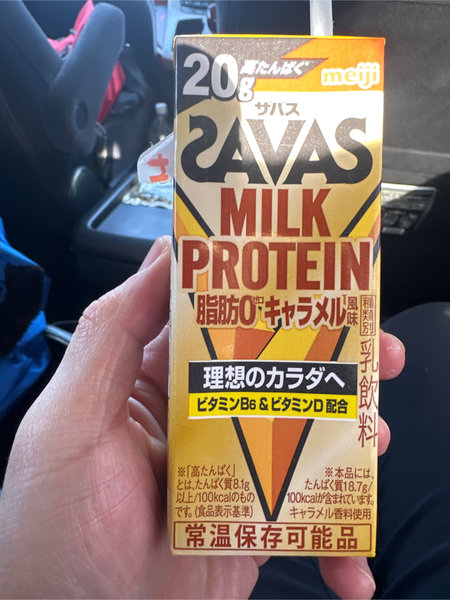 20g
高たんぱく※
meiji
ザバス
SAVAS
MILK
PROTEIN
脂肪0ゼロ キャラメル風味
種類別 乳飲料
理想のカラダへ
ビタミンB6 & ビタミンD 配合
※「高たんぱく」
とは、たんぱく質8.1g
以上/100kcalのもの
です。(食品表示基準)
※本品には、
たんぱく質18.7g/
100kcalが含まれています。
キャラメル香料使用
常温保存可能品